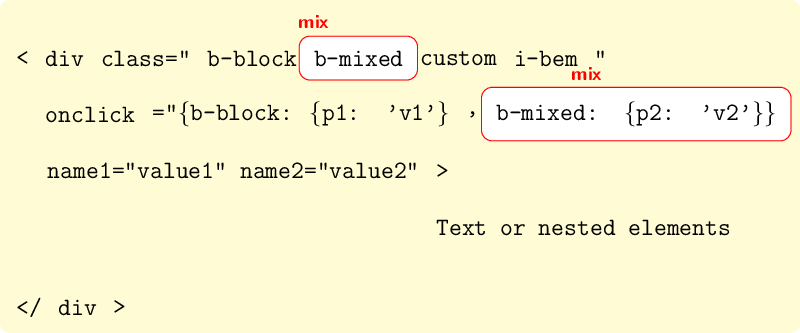 mix
< div class=" b-block b-mixed custom i-bem "
mix
onclick ="{b-block: {p1: 'v1'} , b-mixed: {p2: 'v2'}}
name1="value1" name2="value2" >
Text or nested elements
</ div >